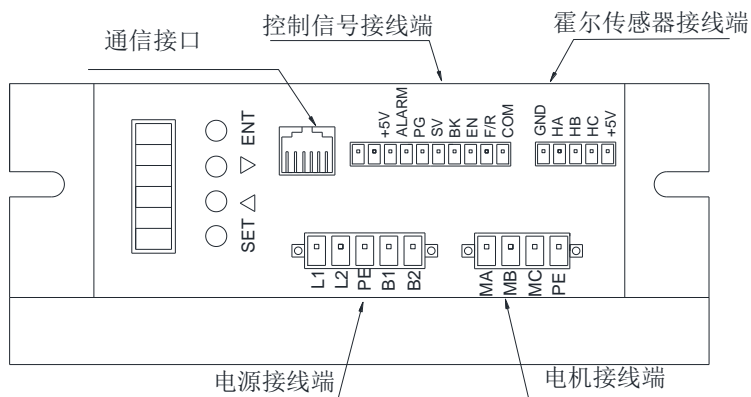 通信接口
控制信号接线端
霍尔传感器接线端
+5V
ALARM
PG
SV
BK
EN
F/R
COM
GND
HA
HB
HC
+5V
ENT
▽
△
SET
L1
L2
PE
B1
B2
MA
MB
MC
PE
电源接线端
电机接线端